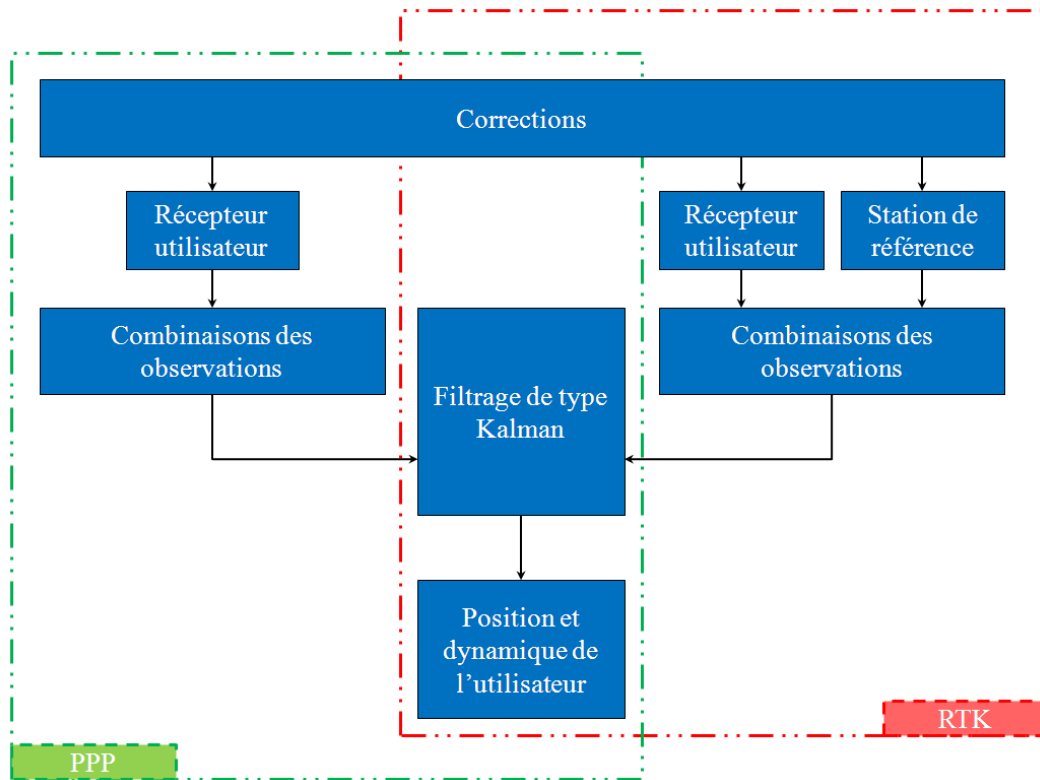 Corrections
Récepteur
utilisateur
Récepteur
utilisateur
Station de
référence
Combinaisons des
observations
Combinaisons des
observations
Filtrage de type
Kalman
Position et
dynamique de
l’utilisateur
RTK
PPP